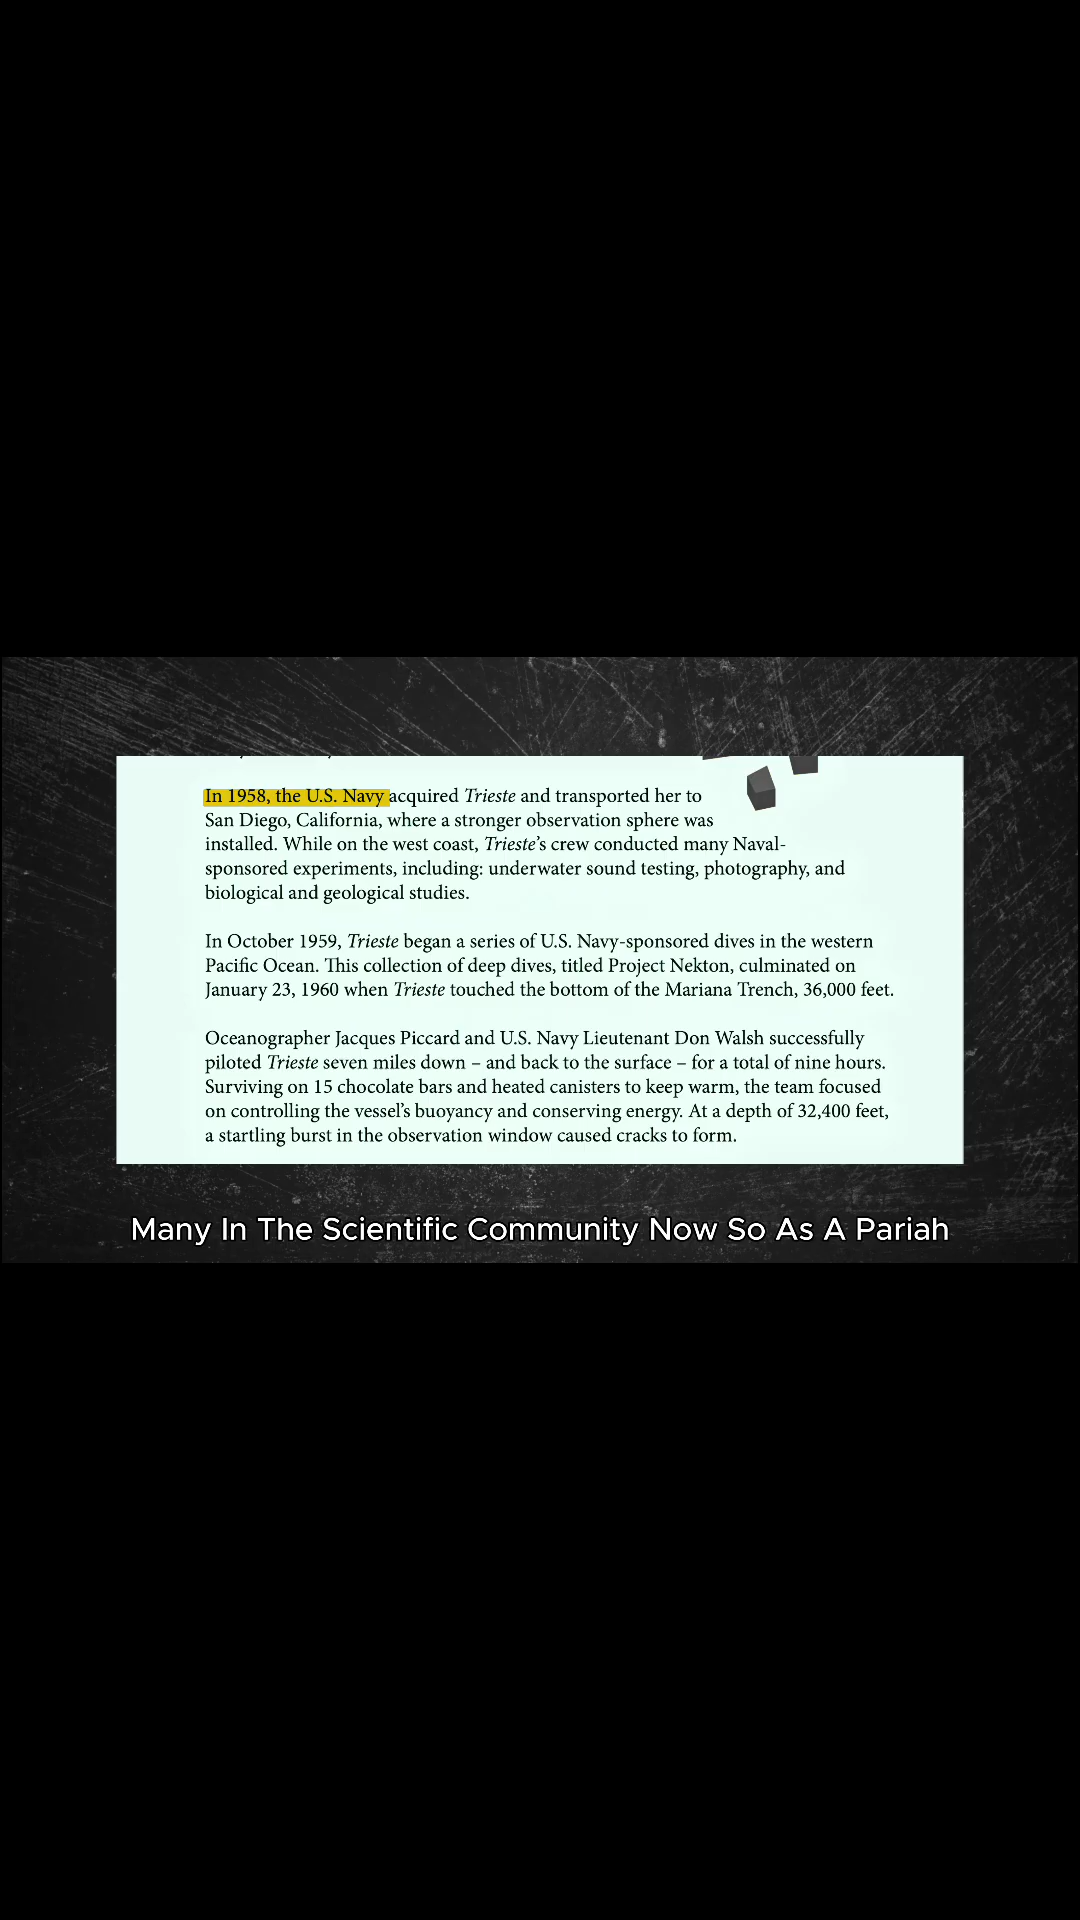 In 1958, the U.S. Navy acquired Trieste and transported her to
San Diego, California, where a stronger observation sphere was
installed. While on the west coast, Trieste’s crew conducted many Naval-
sponsored experiments, including: underwater sound testing, photography, and
biological and geological studies.
In October 1959, Trieste began a series of U.S. Navy-sponsored dives in the western
Pacific Ocean. This collection of deep dives, titled Project Nekton, culminated on
January 23, 1960 when Trieste touched the bottom of the Mariana Trench, 36,000 feet.
Oceanographer Jacques Piccard and U.S. Navy Lieutenant Don Walsh successfully
piloted Trieste seven miles down – and back to the surface – for a total of nine hours.
Surviving on 15 chocolate bars and heated canisters to keep warm, the team focused
on controlling the vessel’s buoyancy and conserving energy. At a depth of 32,400 feet,
a startling burst in the observation window caused cracks to form.
Many In The Scientific Community Now So As A Pariah